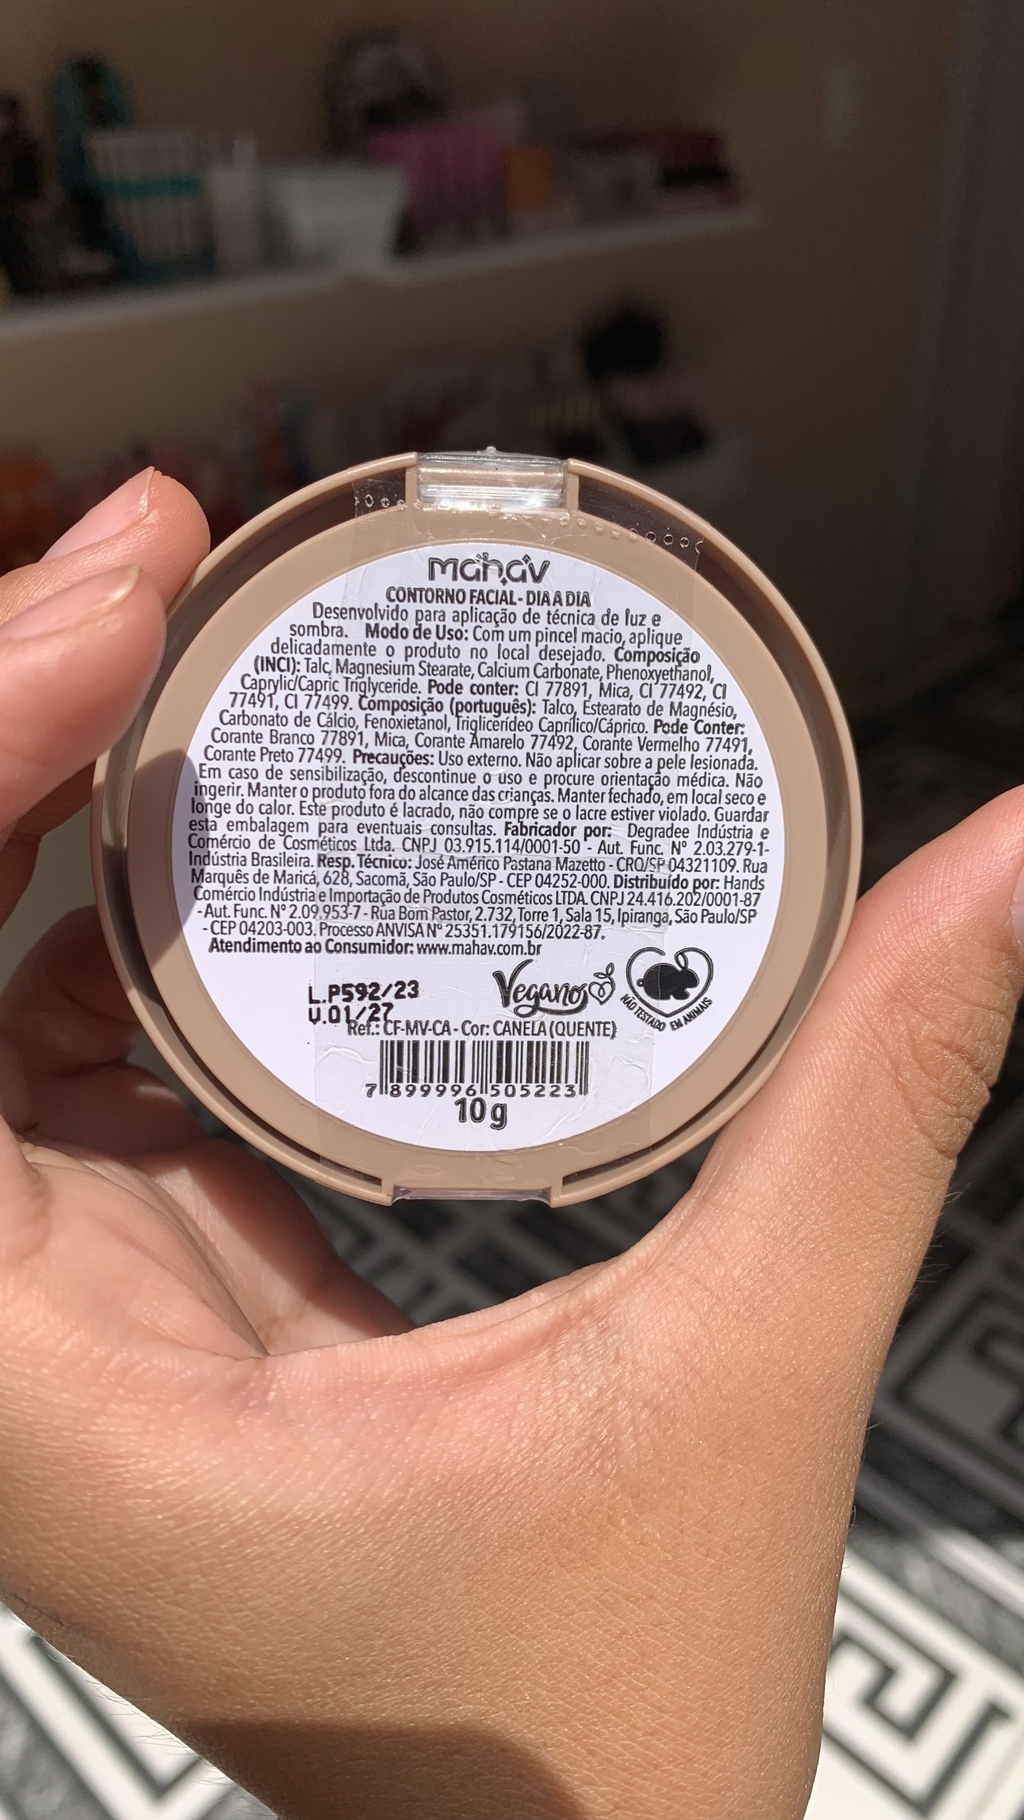 mahav
CONTORNO FACIAL - DIA A DIA
Desenvolvido para aplicação de técnica de luz e
sombra. Modo de Uso: Com um pincel macio, aplique
delicadamente o produto no local desejado. Composição
(INCI): Talc, Magnesium Stearate, Calcium Carbonate, Phenoxyethanol,
Caprylic/Capric Triglyceride. Pode conter: CI 77891, Mica, CI 77492, CI
77491, CI 77499. Composição (português): Talco, Estearato de Magnésio,
Carbonato de Cálcio, Fenoxietanol, Triglicerídeo Caprílico/Cáprico. Pode Conter:
Corante Branco 77891, Mica, Corante Amarelo 77492, Corante Vermelho 77491,
Corante Preto 77499. Precauções: Uso externo. Não aplicar sobre a pele lesionada.
Em caso de sensibilização, descontinue o uso e procure orientação médica. Não
ingerir. Manter o produto fora do alcance das crianças. Manter fechado, em local seco e
longe do calor. Este produto é lacrado, não compre se o lacre estiver violado. Guardar
esta embalagem para eventuais consultas. Fabricador por: Degradee Indústria e
Comércio de Cosméticos Ltda. CNPJ 03.915.114/0001-50 - Aut. Func. N° 2.03.279-1-
Indústria Brasileira. Resp. Técnico: José Américo Pastana Mazetto - CRQ/SP 04321109. Rua
Marquês de Maricá, 628, Sacomã, São Paulo/SP - CEP 04252-000. Distribuído por: Hands
Comércio Indústria e Importação de Produtos Cosméticos LTDA. CNPJ 24.416.202/0001-87
- Aut. Func. N° 2.09.953-7 - Rua Bom Pastor, 2.732, Torre 1, Sala 15, Ipiranga, São Paulo/SP
- CEP 04203-003. Processo ANVISA N° 25351.179156/2022-87.
Atendimento ao Consumidor: www.mahav.com.br
Vegano
NÃO TESTADO EM ANIMAIS
L.P592/23
V.01/27
Ref.: CF-MV-CA - Cor: CANELA (QUENTE)
7 899996 505223
10 g